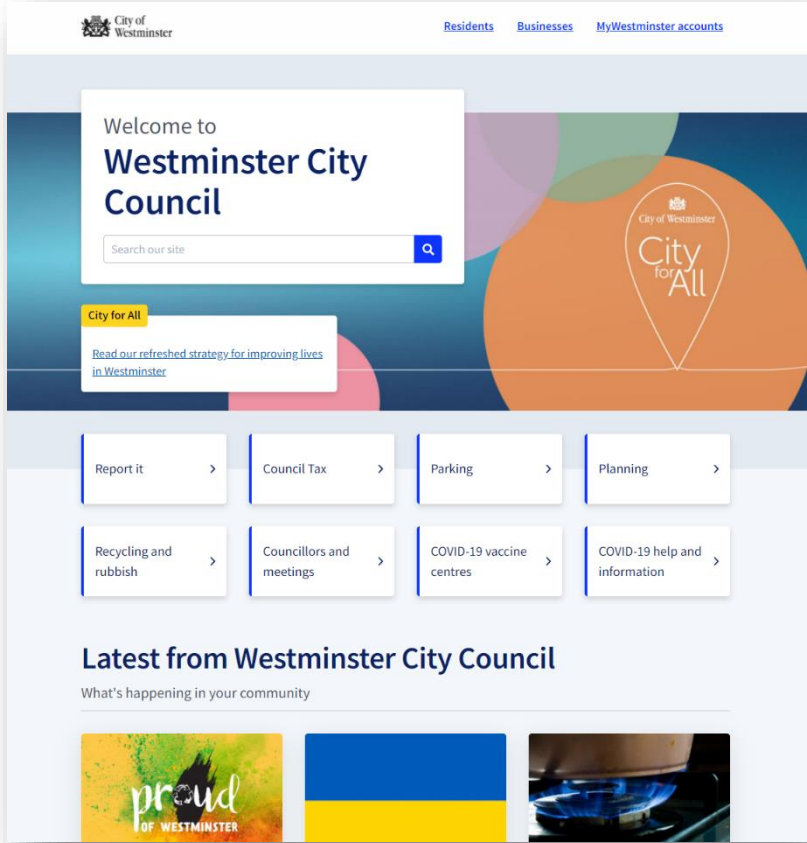 City of
Westminster
Residents Businesses MyWestminster accounts
Welcome to
Westminster City
Council
Search our site
City of Westminster
City
for
All
City for All
Read our refreshed strategy for improving lives
in Westminster
Report it
Council Tax
Parking
Planning
Recycling and
rubbish
Councillors and
meetings
COVID-19 vaccine
centres
COVID-19 help and
information
Latest from Westminster City Council
What's happening in your community
proud
OF WESTMINSTER